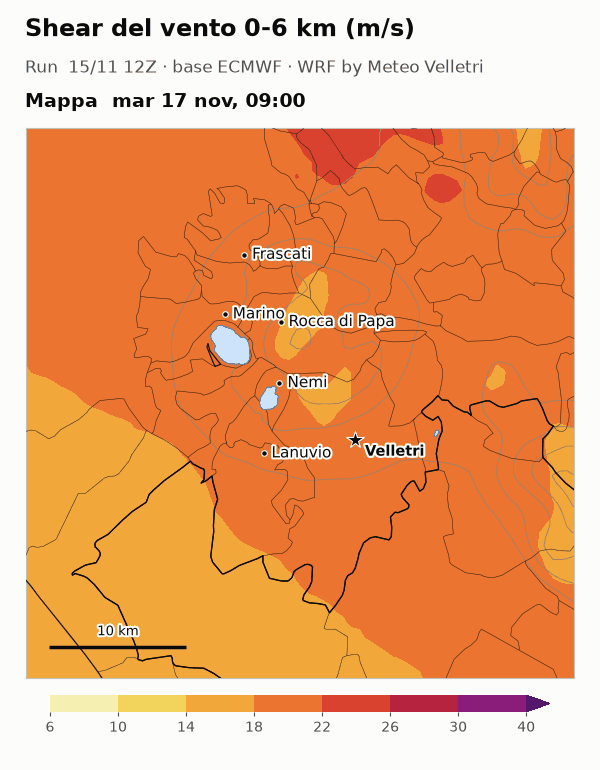 Shear del vento 0-6 km (m/s)
Run  15/11 12Z · base ECMWF · WRF by Meteo Velletri
Mappa  mar 17 nov, 09:00
Frascati
Marino
Rocca di Papa
Nemi
Velletri
Lanuvio
10 km
6 10 14 18 22 26 30 40